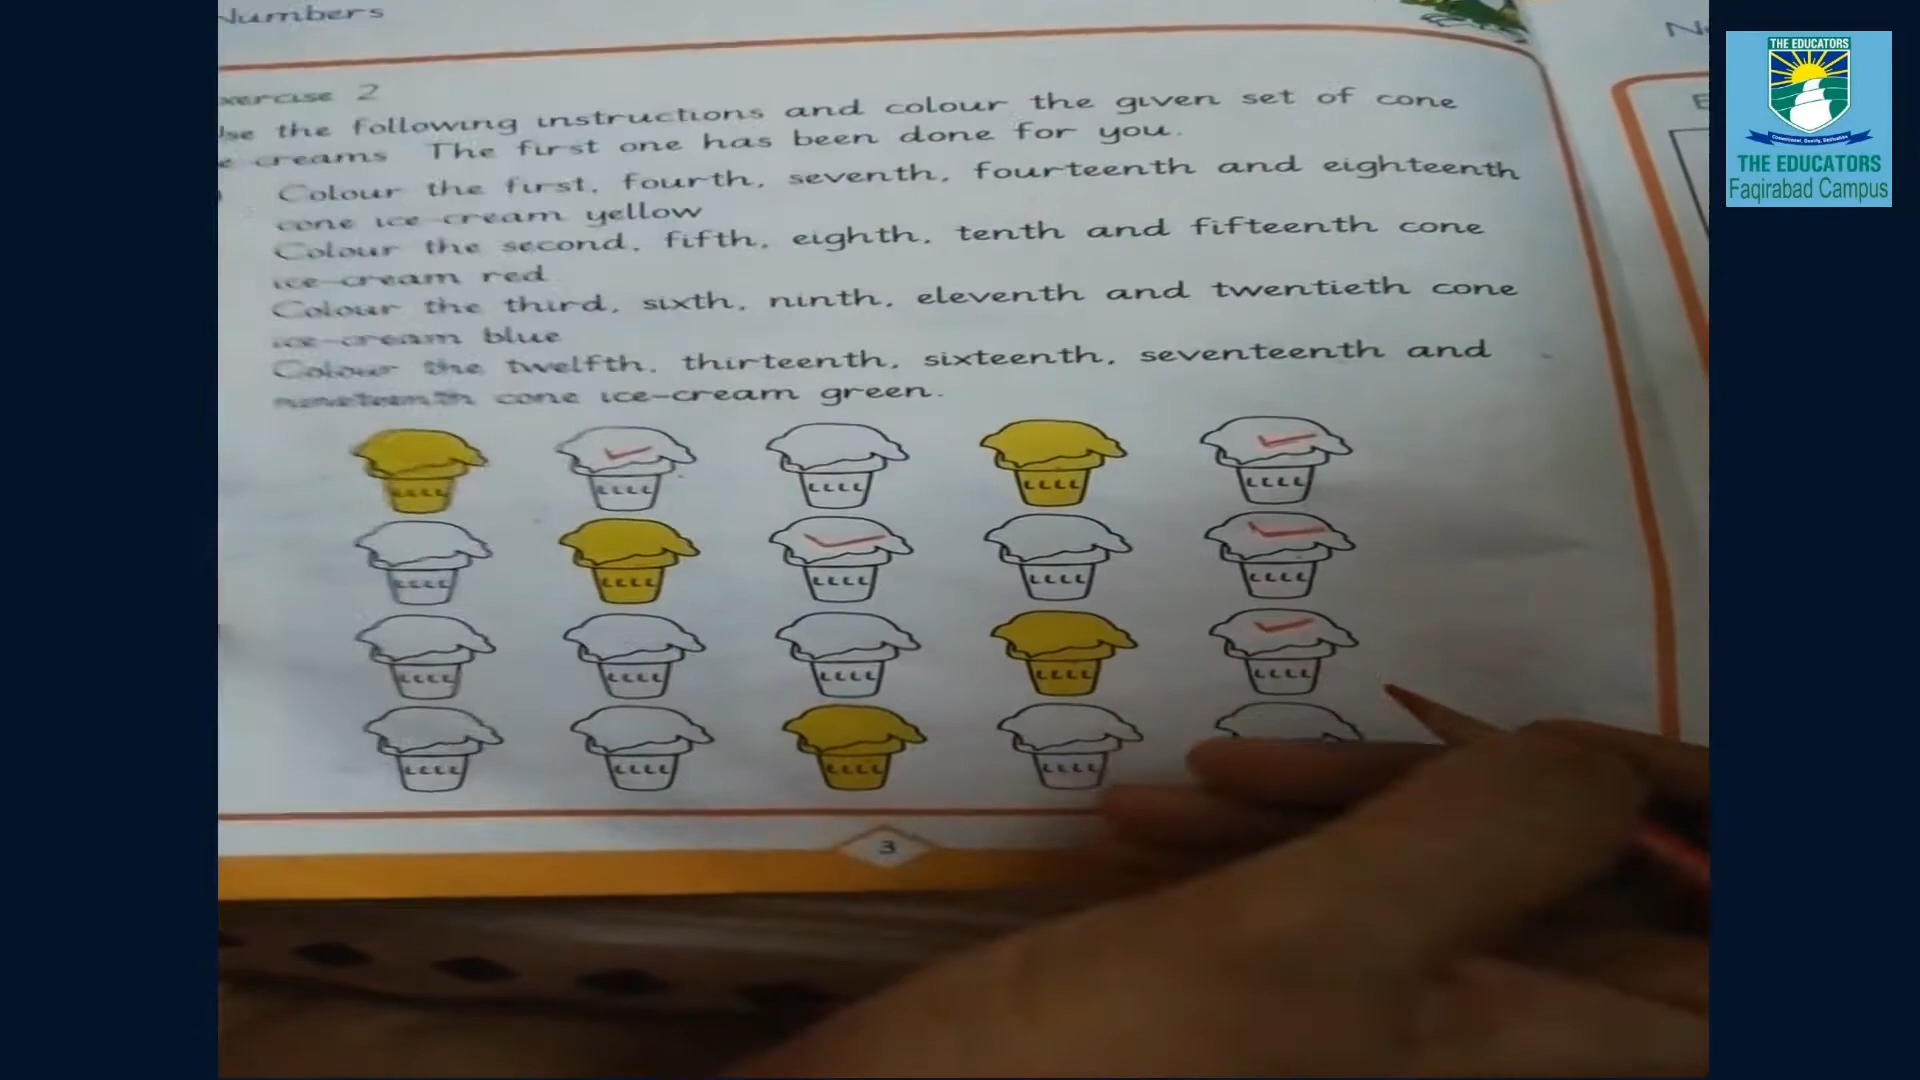 Numbers
Exercise 2
Use the following instructions and colour the given set of cone
creams The first one has been done for you.
Colour the first, fourth, seventh, fourteenth and eighteenth
cone ice cream yellow
Colour the second, fifth, eighth, tenth and fifteenth cone
ice-cream red
Colour the third, sixth, ninth, eleventh and twentieth cone
ice-cream blue
Colour the twelfth, thirteenth, sixteenth, seventeenth and
nineteenth cone ice-cream green.
3
THE EDUCATORS
THE EDUCATORS
Faqirabad Campus